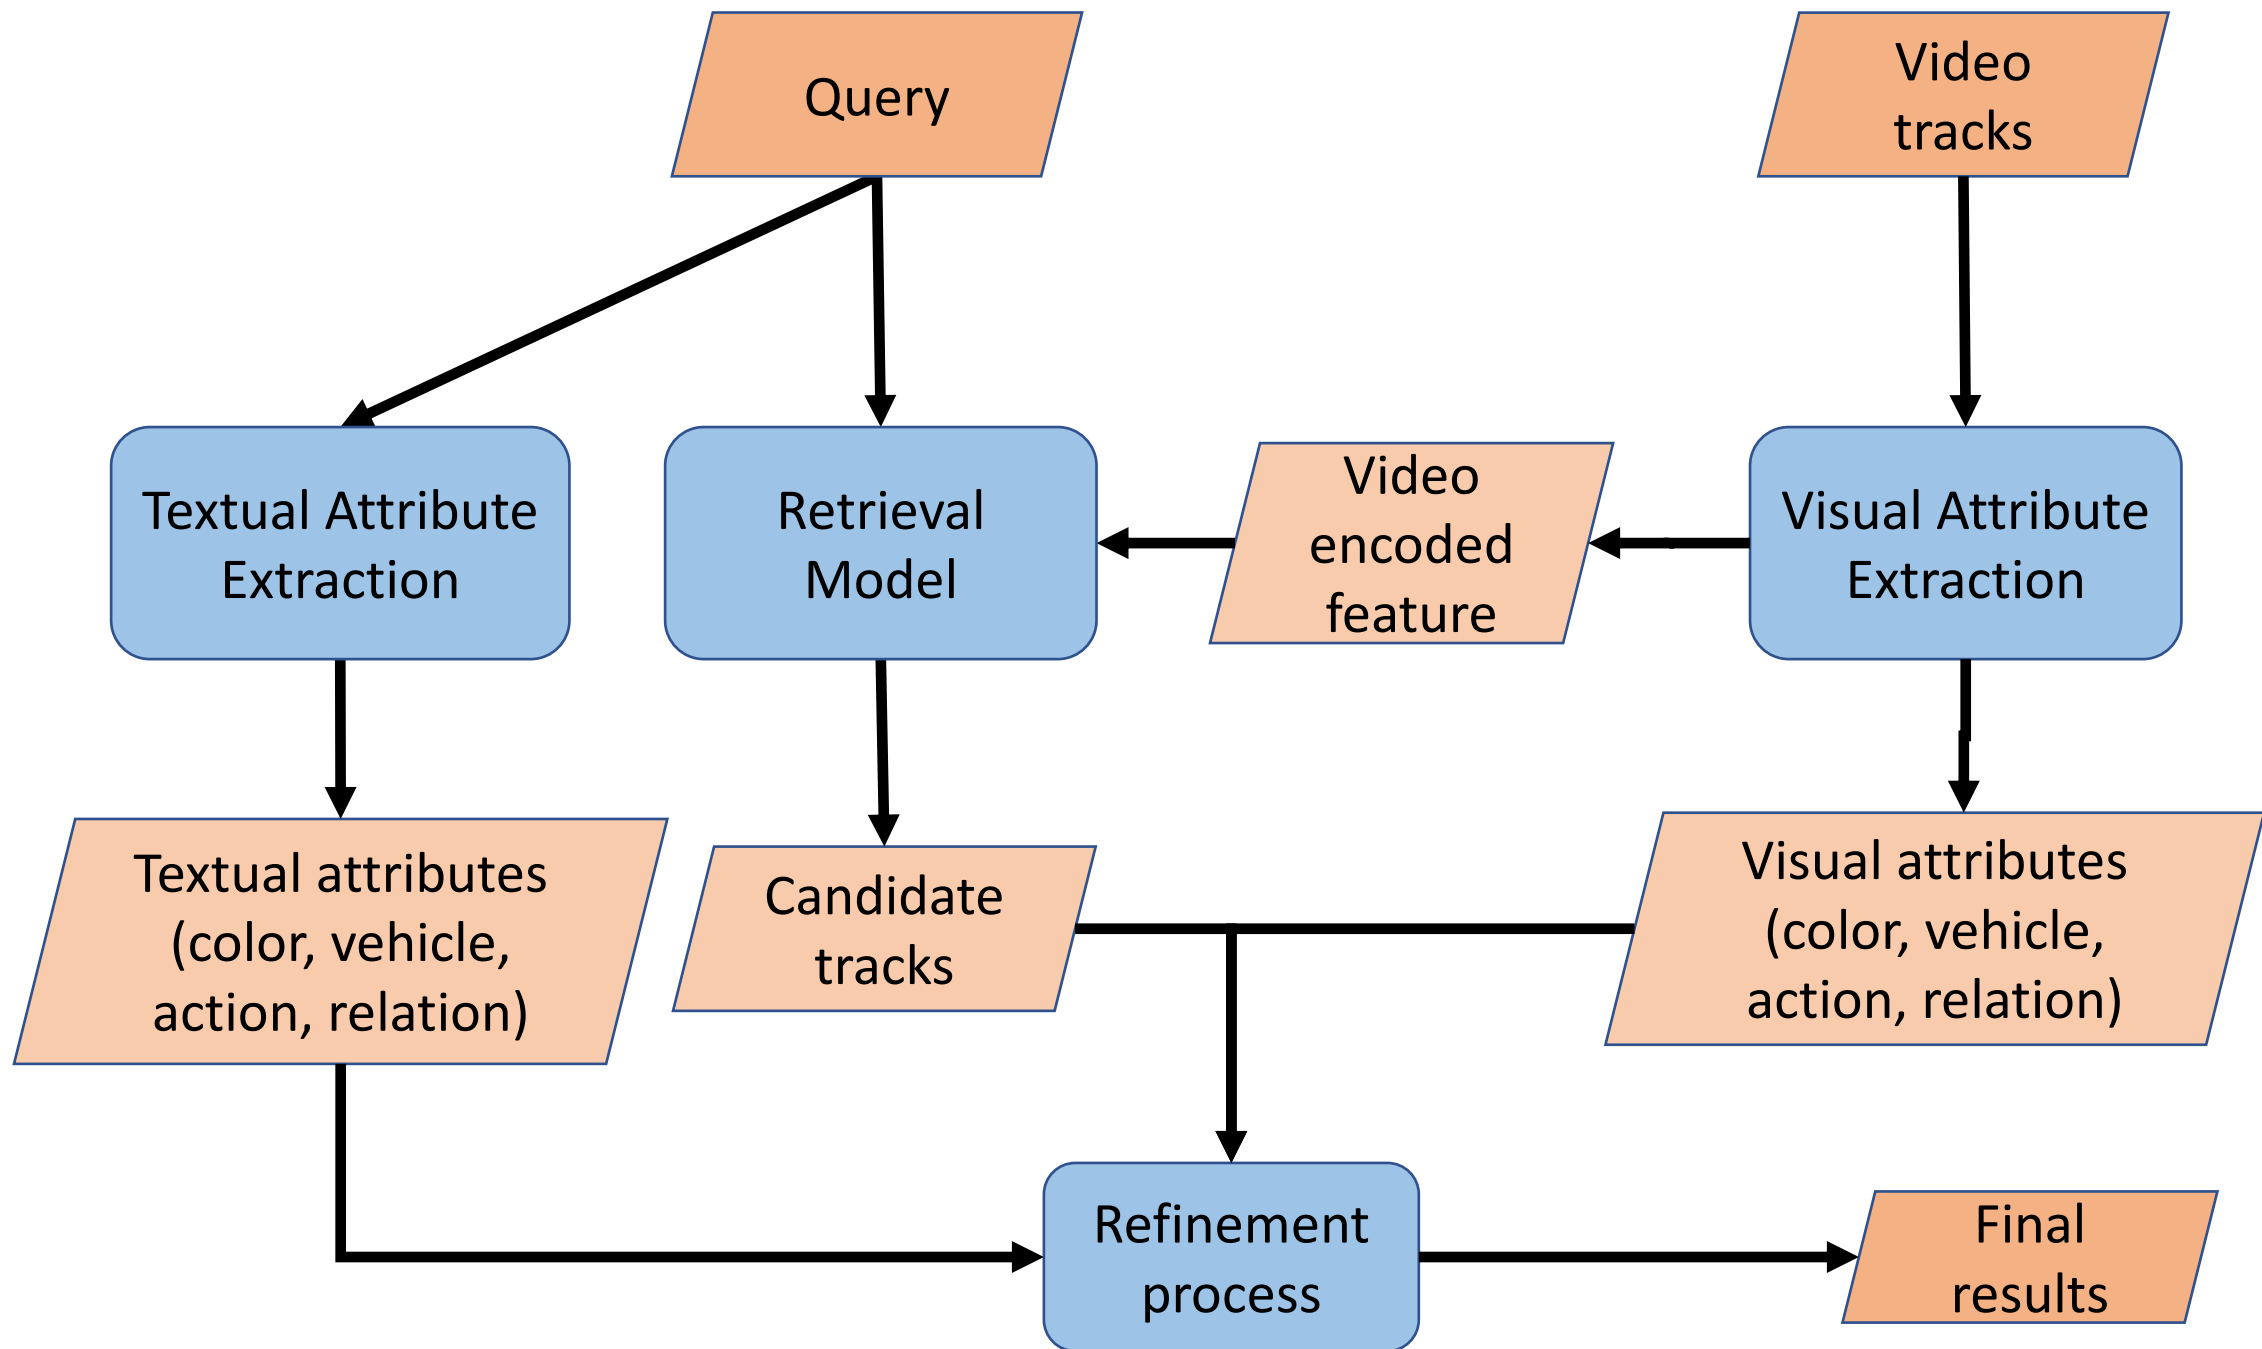 Query
Video
tracks
Textual Attribute
Extraction
Retrieval
Model
Video
encoded
feature
Visual Attribute
Extraction
Textual attributes
(color, vehicle,
action, relation)
Candidate
tracks
Visual attributes
(color, vehicle,
action, relation)
Refinement
process
Final
results